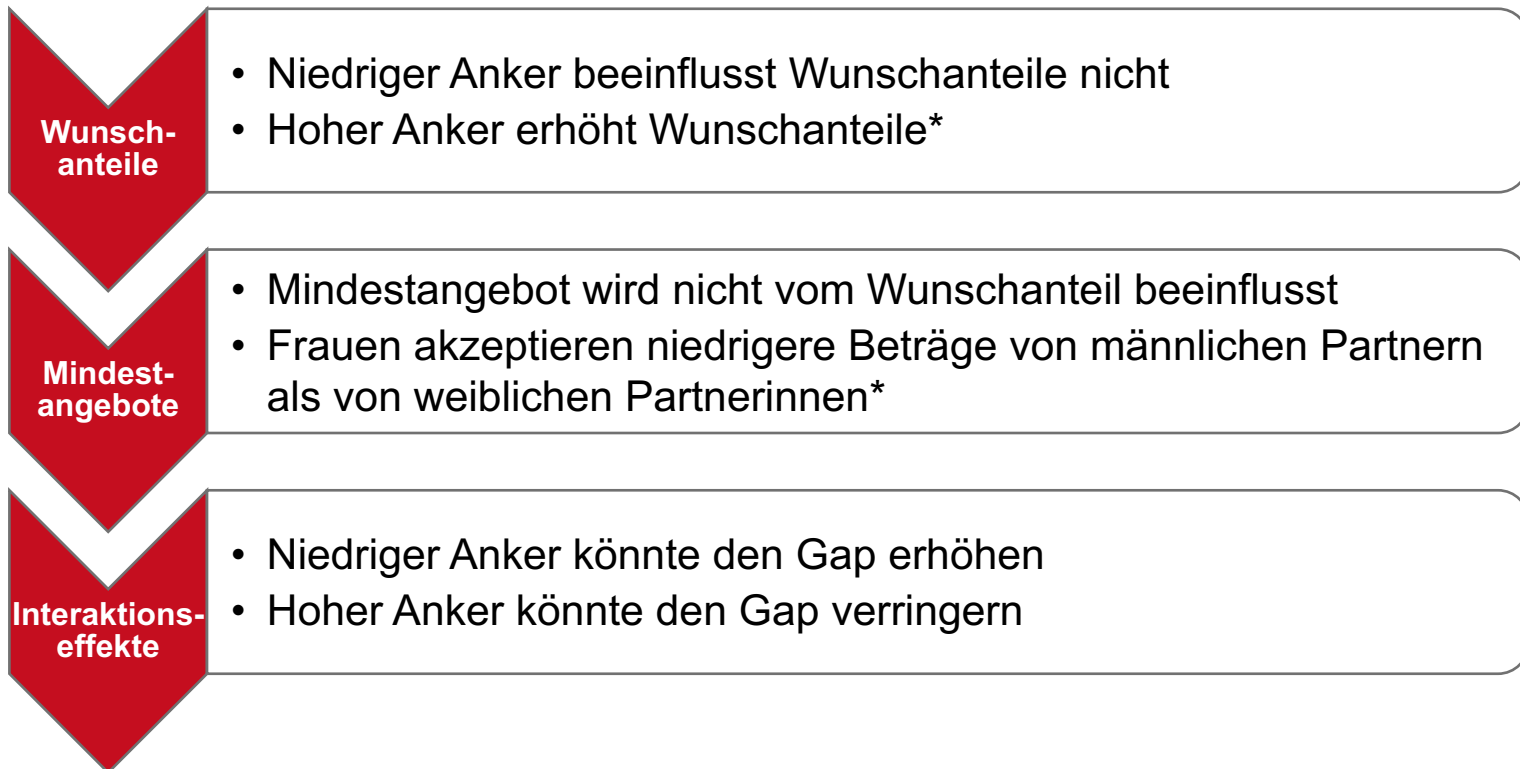 Wunsch-
anteile
• Niedriger Anker beeinflusst Wunschanteile nicht
• Hoher Anker erhöht Wunschanteile*
Mindest-
angebote
• Mindestangebot wird nicht vom Wunschanteil beeinflusst
• Frauen akzeptieren niedrigere Beträge von männlichen Partnern
als von weiblichen Partnerinnen*
Interaktions-
effekte
• Niedriger Anker könnte den Gap erhöhen
• Hoher Anker könnte den Gap verringern